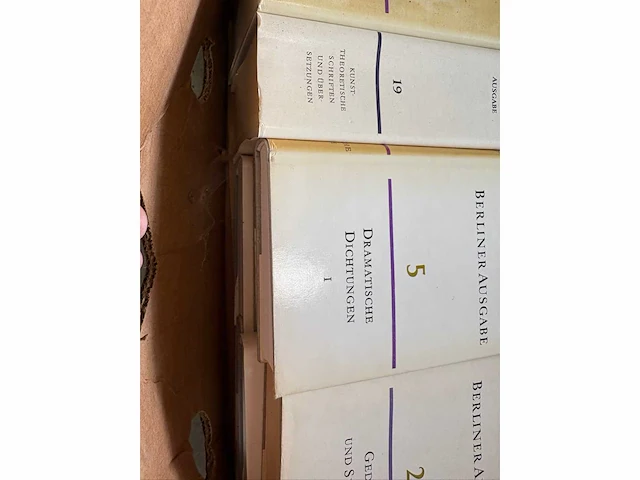 AUSGABE
19
KUNST-
THEORETISCHE
SCHRIFTEN
UND ÜBER-
SETZUNGEN
BERLINER AUSGABE
5
DRAMATISCHE
DICHTUNGEN
I
BERLINER A
2
GED
UND S